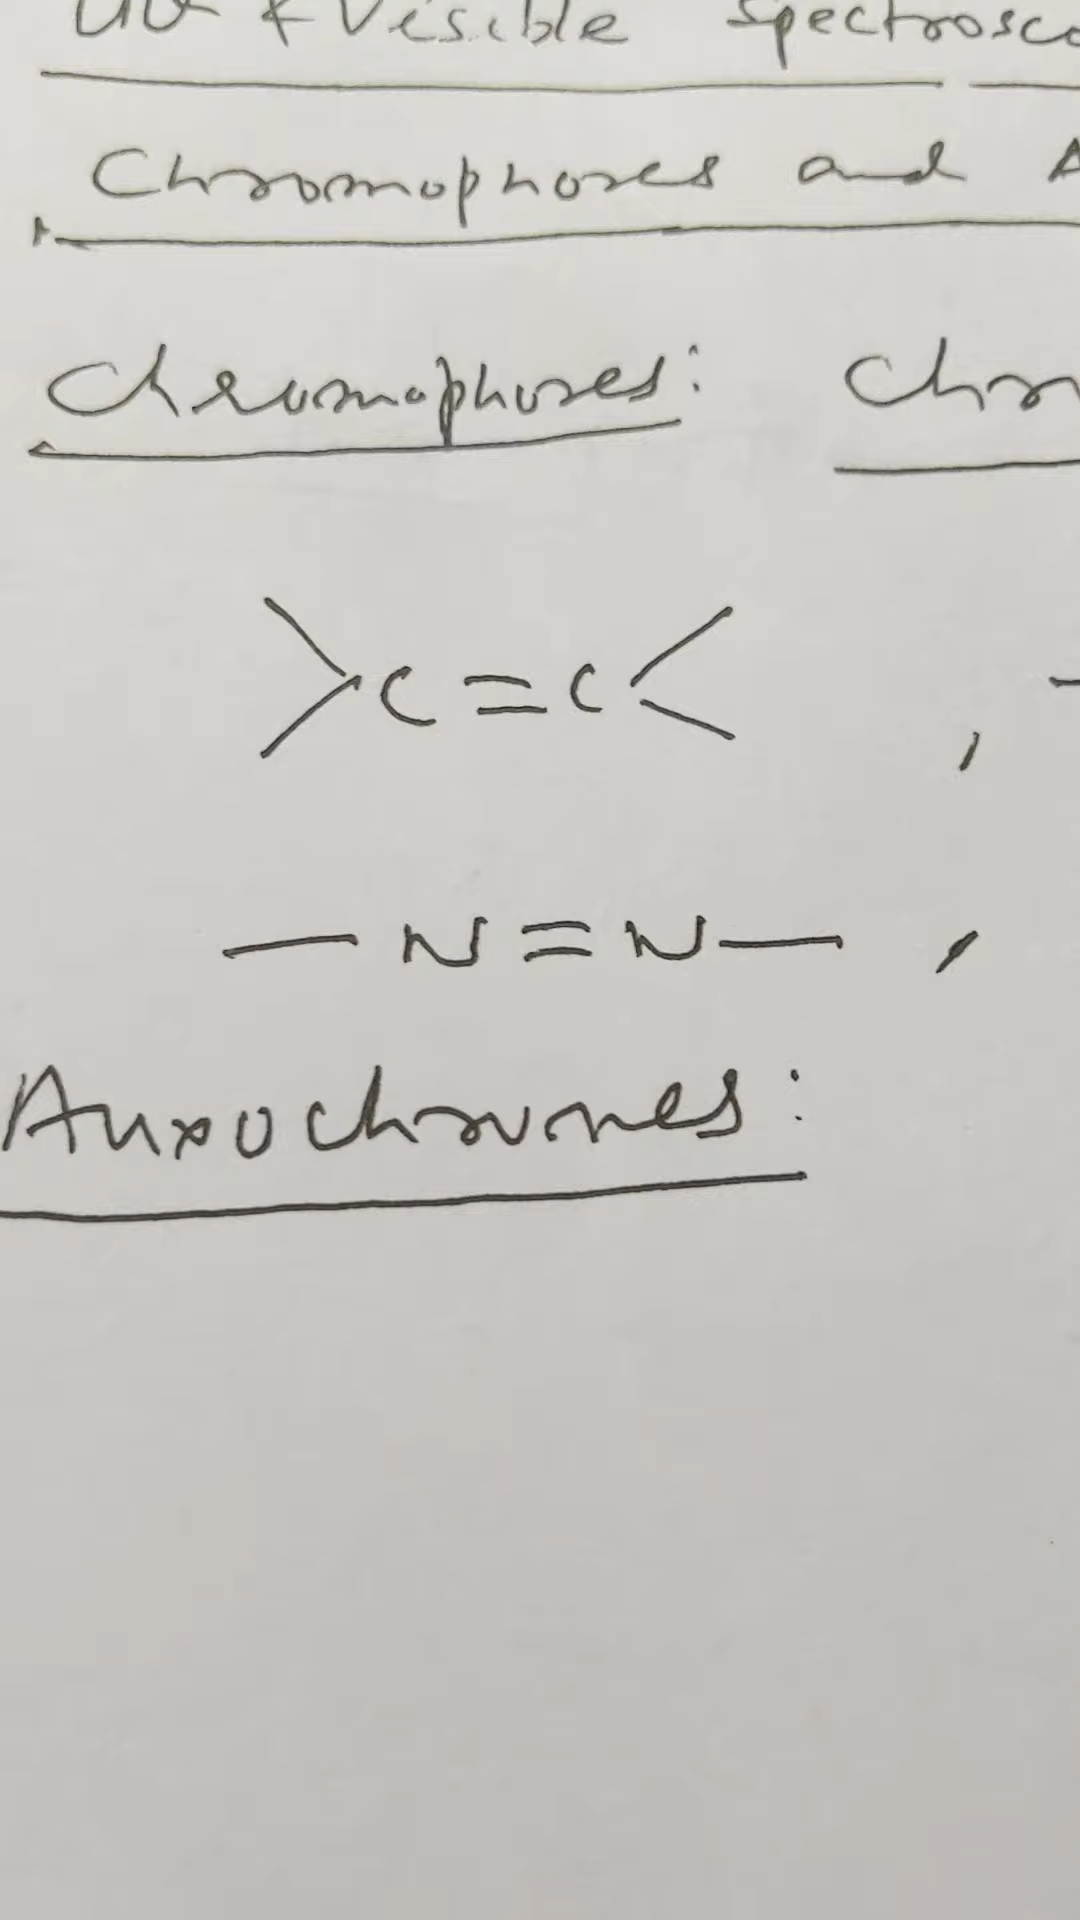 UV & Visible Spectrosco
Chromophores and A
Chromophores: Chro
>C=C< ,
— N=N— ,
Auxochromes: